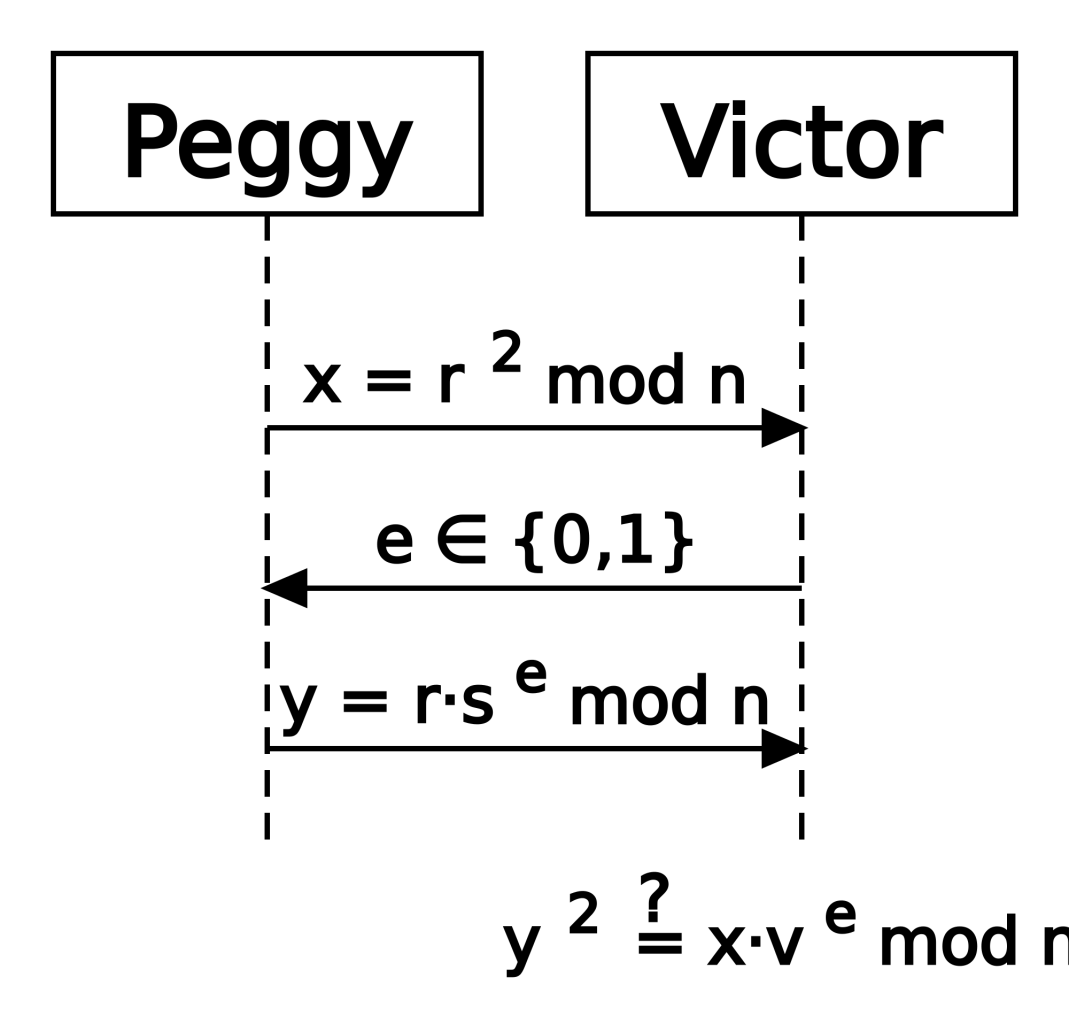 Peggy
Victor
x = r ² mod n
e ∈ {0,1}
y = r·s ᵉ mod n
y ² ≟ x·v ᵉ mod n